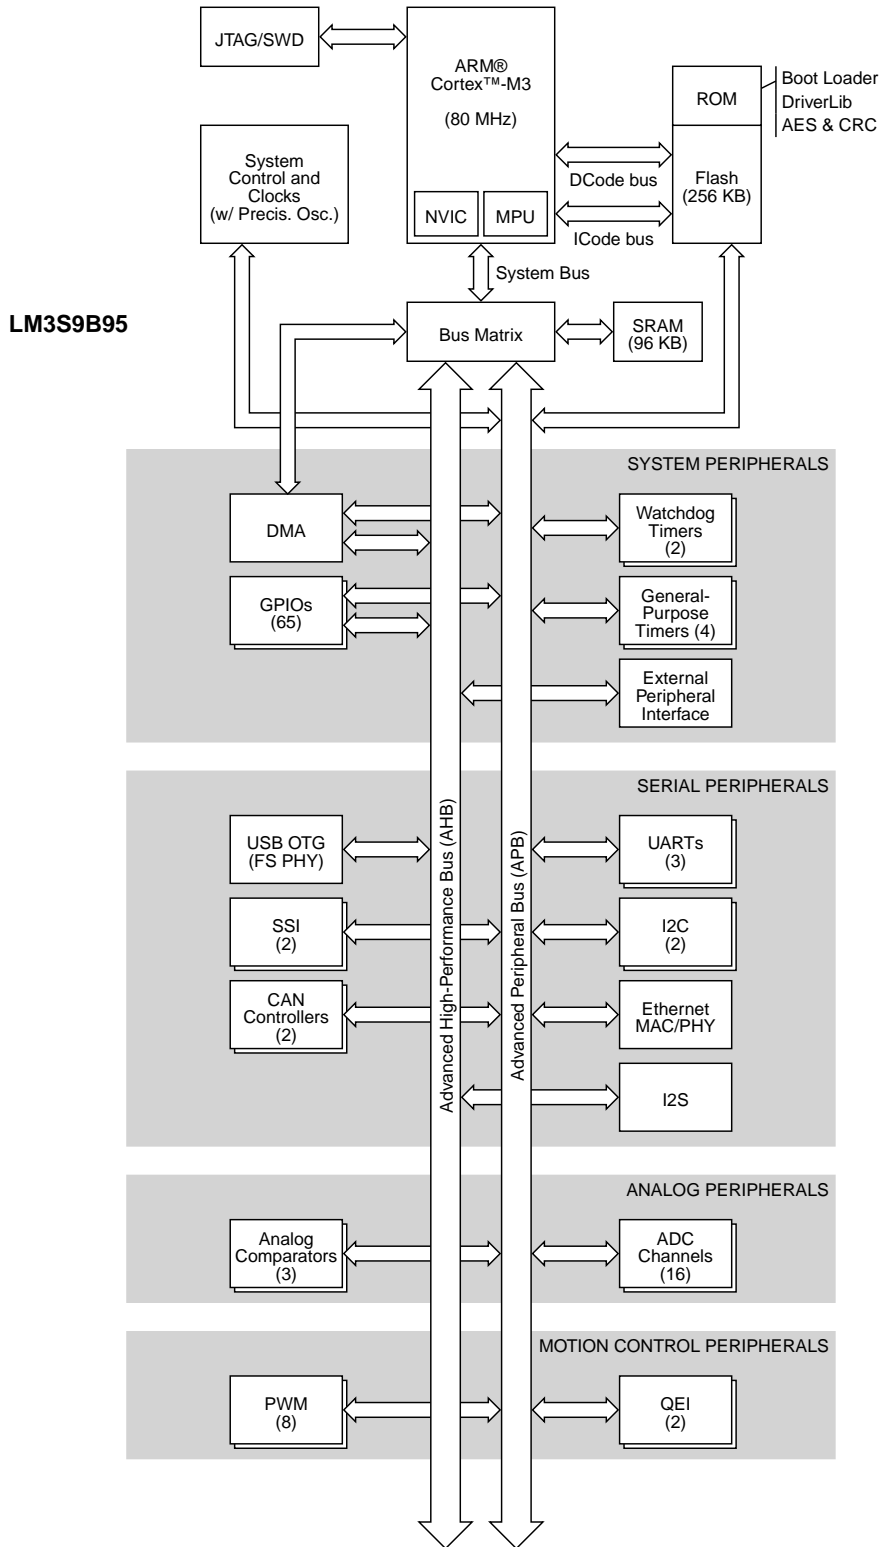 JTAG/SWD
ARM®
Cortex™-M3
(80 MHz)
NVIC
MPU
ROM
Boot Loader
DriverLib
AES & CRC
Flash
(256 KB)
DCode bus
ICode bus
System
Control and
Clocks
(w/ Precis. Osc.)
System Bus
LM3S9B95
Bus Matrix
SRAM
(96 KB)
SYSTEM PERIPHERALS
DMA
Watchdog
Timers
(2)
GPIOs
(65)
General-
Purpose
Timers (4)
External
Peripheral
Interface
Advanced High-Performance Bus (AHB)
Advanced Peripheral Bus (APB)
SERIAL PERIPHERALS
USB OTG
(FS PHY)
UARTs
(3)
SSI
(2)
I2C
(2)
CAN
Controllers
(2)
Ethernet
MAC/PHY
I2S
ANALOG PERIPHERALS
Analog
Comparators
(3)
ADC
Channels
(16)
MOTION CONTROL PERIPHERALS
PWM
(8)
QEI
(2)